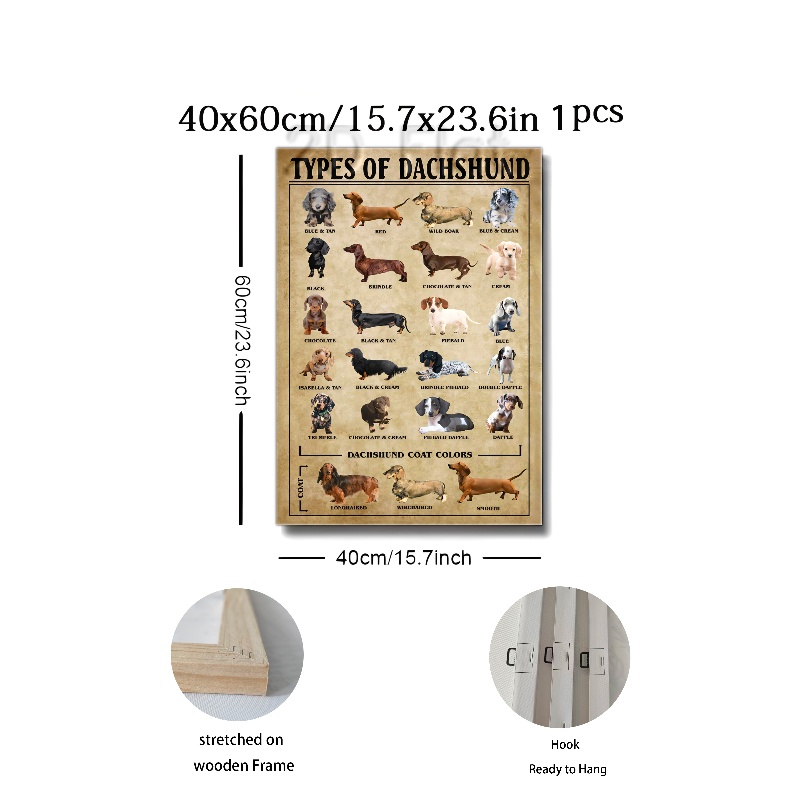 40x60cm/15.7x23.6in 1pcs
TYPES OF DACHSHUND
BLUE & TAN RED WILD BOAR BLUE & CREAM
BLACK BRINDLE CHOCOLATE & TAN CREAM
CHOCOLATE BLACK & TAN PIEBALD BLUE
ISABELLA & TAN BLACK & CREAM BRINDLE PIEBALD DOUBLE DAPPLE
CHOCOLATE & CREAM PIEBALD DAPPLE DAPPLE
DACHSHUND COAT COLORS
COAT
LONGHAIRED WIREHAIRED SMOOTH
60cm/23.6inch
40cm/15.7inch
stretched on
wooden Frame
Hook
Ready to Hang